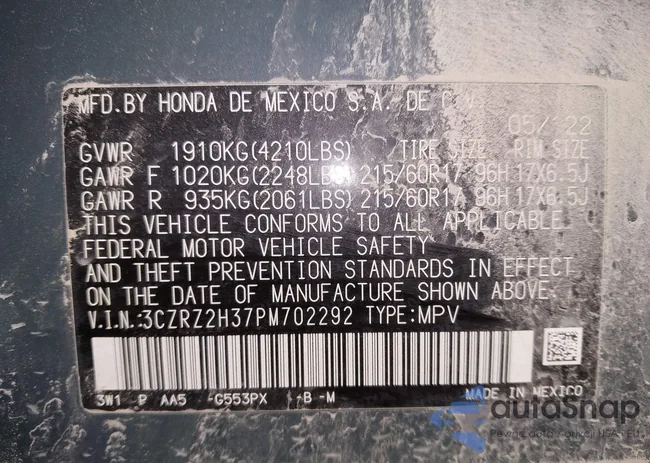 MFD.BY HONDA DE MEXICO S.A. DE C.V.
05/22
GVWR 1910KG(4210LBS) TIRE SIZE RIM SIZE
GAWR F 1020KG(2248LBS) 215/60R17 96H 17X6.5J
GAWR R 935KG(2061LBS) 215/60R17 96H 17X6.5J
THIS VEHICLE CONFORMS TO ALL APPLICABLE
FEDERAL MOTOR VEHICLE SAFETY
AND THEFT PREVENTION STANDARDS IN EFFECT
ON THE DATE OF MANUFACTURE SHOWN ABOVE.
V.I.N.:3CZRZ2H37PM702292 TYPE:MPV
3W1 P AA5 G553PX -B -M
MADE IN MEXICO
autosnap